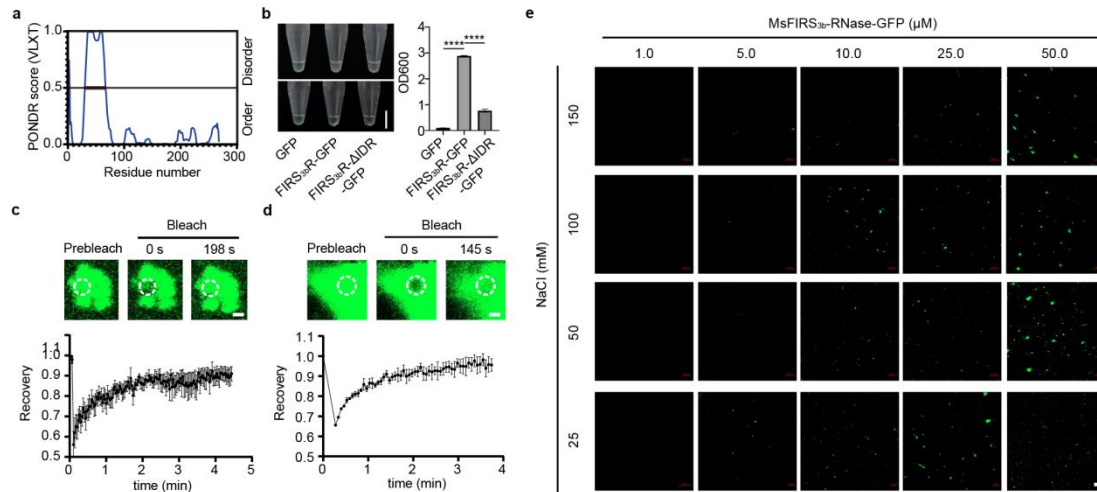 a
PONDR score (VLXT)
1.0
0.5
0.0
0
100
200
300
Residue number
Disorder
Order
b
GFP
FIRS3bR-GFP
FIRS3bR-ΔIDR
-GFP
OD600
4
3
2
1
0
****
****
GFP
FIRS3bR-GFP
FIRS3bR-ΔIDR
-GFP
c
Bleach
Prebleach
0 s
198 s
Recovery
1.1
1.0
0.9
0.8
0.7
0.6
0.5
0
1
2
3
4
5
time (min)
d
Bleach
Prebleach
0 s
145 s
Recovery
1.1
1.0
0.9
0.8
0.7
0.6
0.5
0
1
2
3
4
time (min)
e
MsFIRS3b-RNase-GFP (µM)
1.0
5.0
10.0
25.0
50.0
NaCl (mM)
150
100
50
25